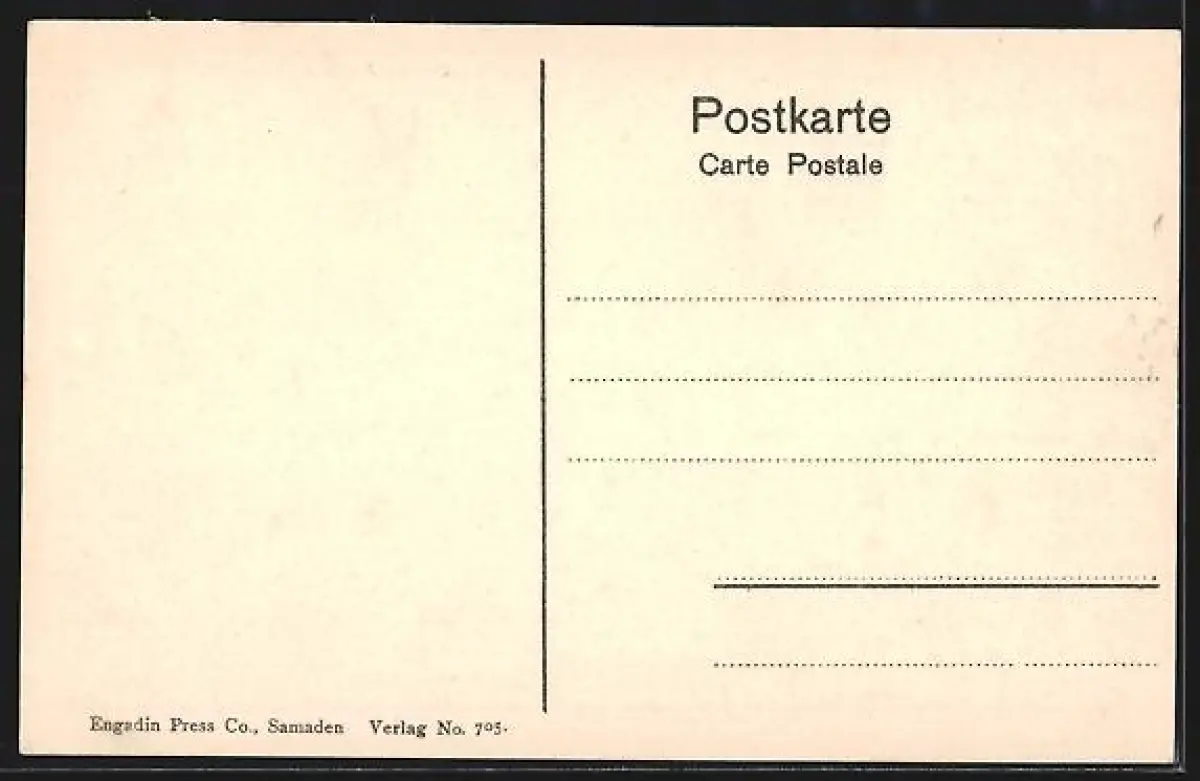 Postkarte
Carte Postale
Engadin Press Co., Samaden Verlag No. 705.